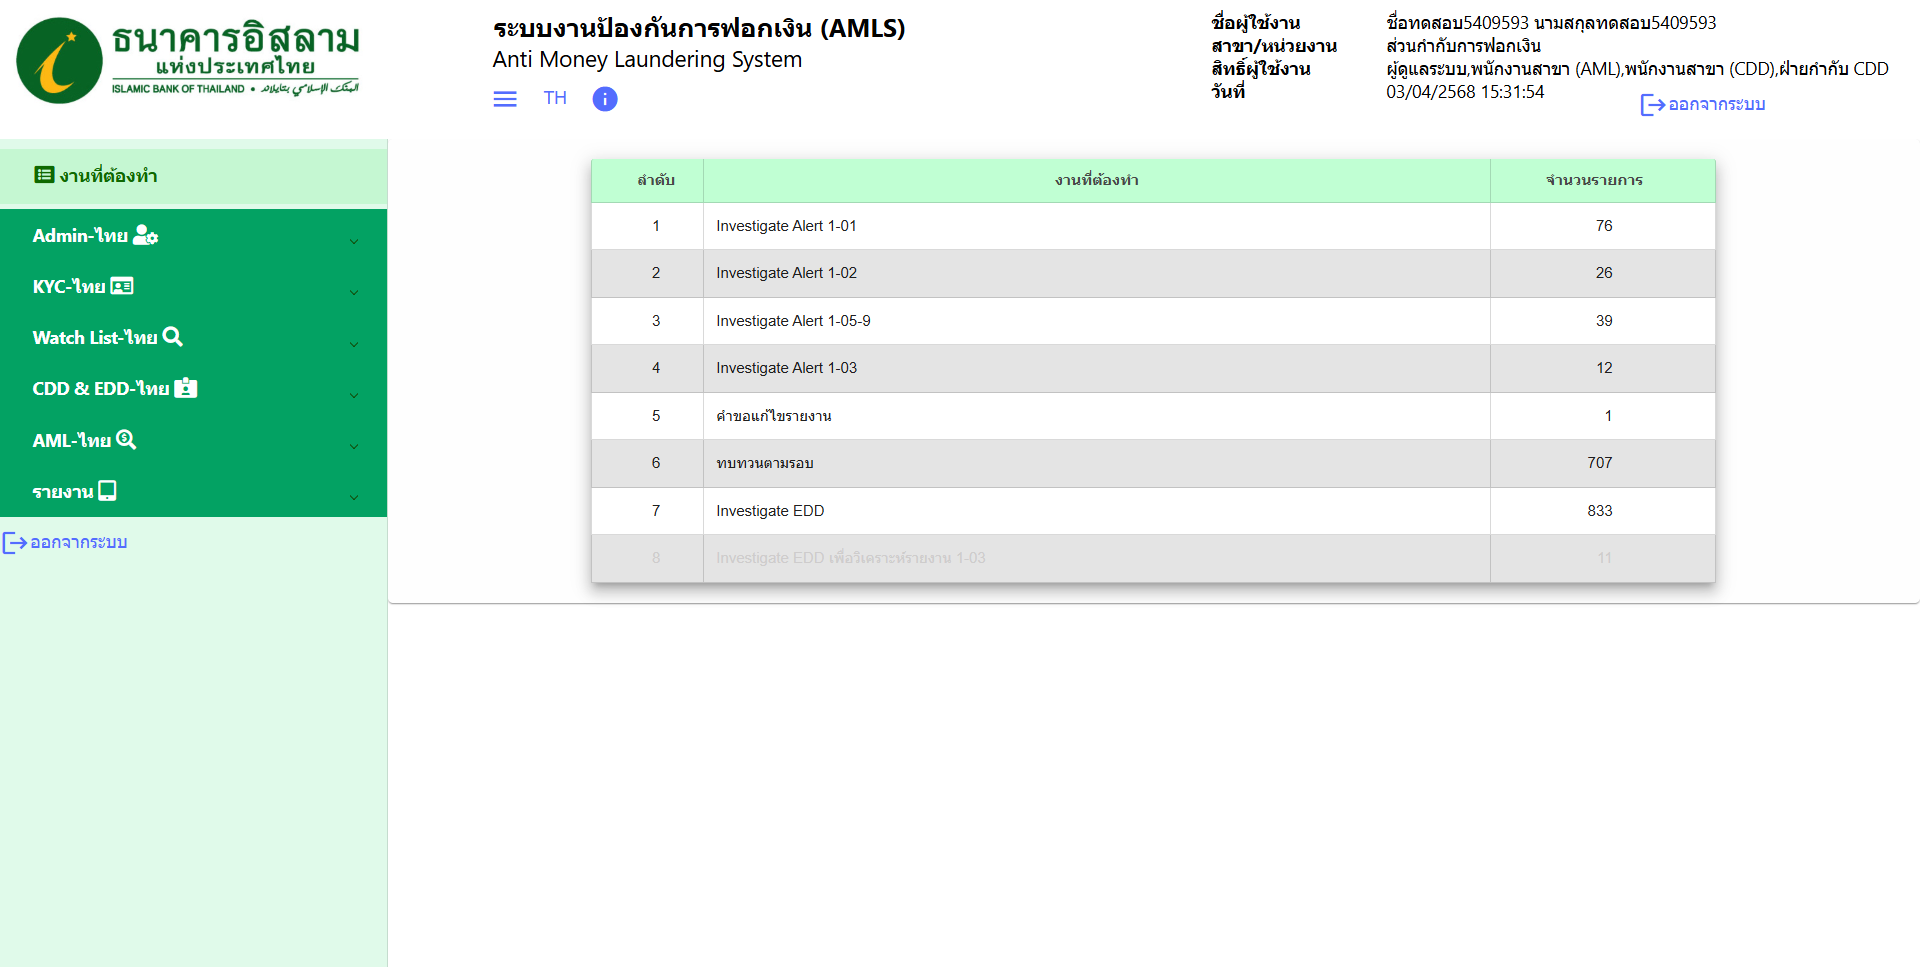 ธนาคารอิสลาม
แห่งประเทศไทย
ISLAMIC BANK OF THAILAND •
ระบบงานป้องกันการฟอกเงิน (AMLS)
Anti Money Laundering System
TH
ชื่อผู้ใช้งาน ชื่อทดสอบ5409593 นามสกุลทดสอบ5409593
สาขา/หน่วยงาน ส่วนกำกับการฟอกเงิน
สิทธิ์ผู้ใช้งาน ผู้ดูแลระบบ,พนักงานสาขา (AML),พนักงานสาขา (CDD),ฝ่ายกำกับ CDD
วันที่ 03/04/2568 15:31:54
ออกจากระบบ
งานที่ต้องทำ
Admin-ไทย
KYC-ไทย
Watch List-ไทย
CDD & EDD-ไทย
AML-ไทย
รายงาน
ออกจากระบบ
ลำดับ งานที่ต้องทำ จำนวนรายการ
1 Investigate Alert 1-01 76
2 Investigate Alert 1-02 26
3 Investigate Alert 1-05-9 39
4 Investigate Alert 1-03 12
5 คำขอแก้ไขรายงาน 1
6 ทบทวนตามรอบ 707
7 Investigate EDD 833
8 Investigate EDD เพื่อวิเคราะห์รายงาน 1-03 11